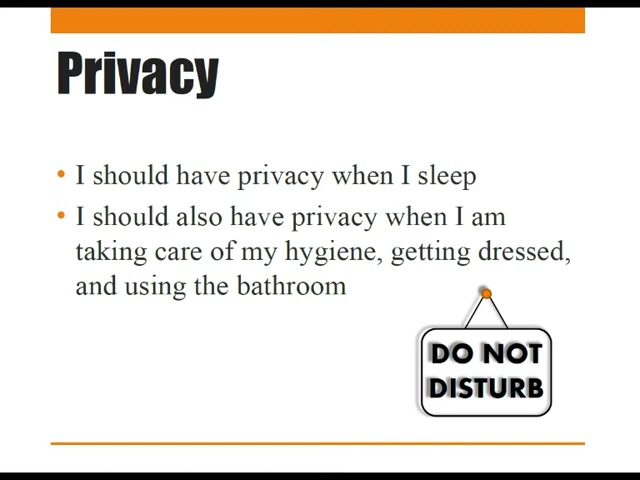 Privacy
• I should have privacy when I sleep
• I should also have privacy when I am
taking care of my hygiene, getting dressed,
and using the bathroom
DO NOT
DISTURB